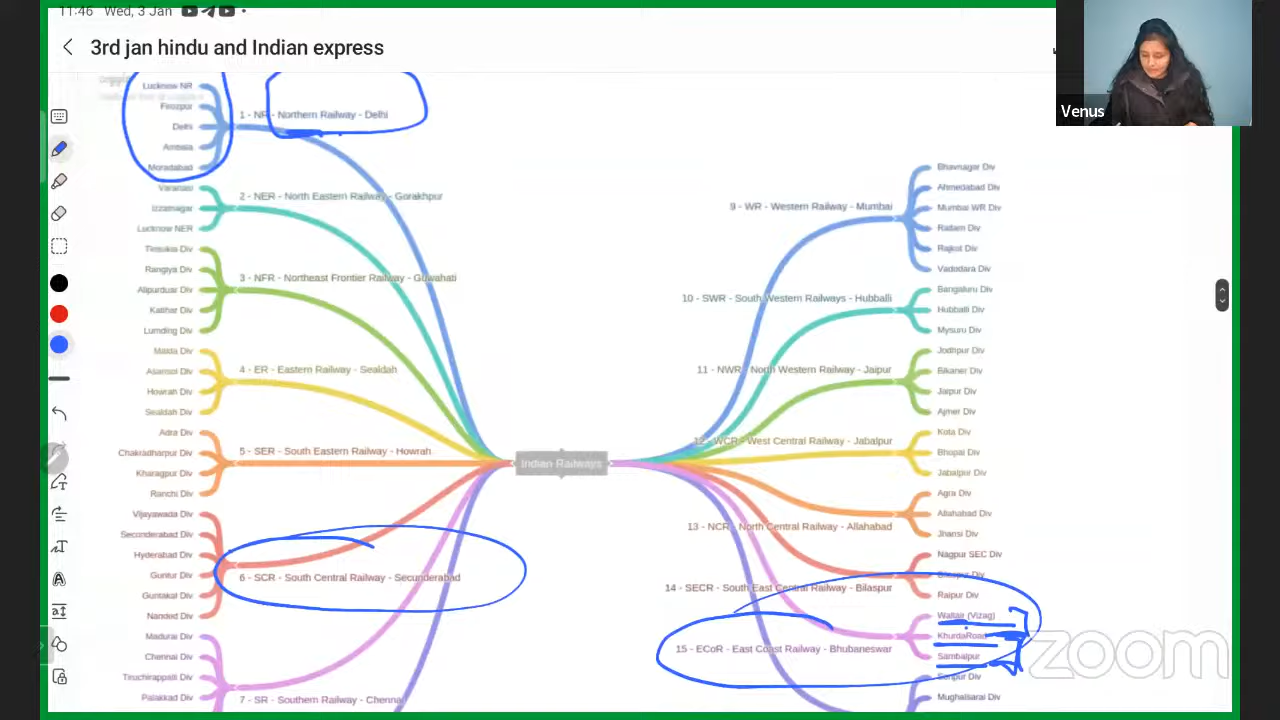 11:46 Wed, 3 Jan
3rd jan hindu and Indian express
Venus
Lucknow NR
Firozpur
Delhi
Ambala
Moradabad
1 - NR - Northern Railway - Delhi
Varanasi
Izzatnagar
Lucknow NER
2 - NER - North Eastern Railway - Gorakhpur
Tinsukia Div
Rangiya Div
Alipurduar Div
Katihar Div
Lumding Div
3 - NFR - Northeast Frontier Railway - Guwahati
Malda Div
Asansol Div
Howrah Div
Sealdah Div
4 - ER - Eastern Railway - Sealdah
Adra Div
Chakradharpur Div
Kharagpur Div
Ranchi Div
5 - SER - South Eastern Railway - Howrah
Vijayawada Div
Secunderabad Div
Hyderabad Div
Guntur Div
Guntakal Div
Nanded Div
6 - SCR - South Central Railway - Secunderabad
Madurai Div
Chennai Div
Tiruchirappalli Div
Palakkad Div
7 - SR - Southern Railway - Chennai
Indian Railways
9 - WR - Western Railway - Mumbai
Bhavnagar Div
Ahmedabad Div
Mumbai WR Div
Ratlam Div
Rajkot Div
Vadodara Div
10 - SWR - South Western Railways - Hubballi
Bangaluru Div
Hubballi Div
Mysuru Div
11 - NWR - North Western Railway - Jaipur
Jodhpur Div
Bikaner Div
Jaipur Div
Ajmer Div
12 - WCR - West Central Railway - Jabalpur
Kota Div
Bhopal Div
Jabalpur Div
13 - NCR - North Central Railway - Allahabad
Agra Div
Allahabad Div
Jhansi Div
14 - SECR - South East Central Railway - Bilaspur
Nagpur SEC Div
Bilaspur Div
Raipur Div
15 - ECoR - East Coast Railway - Bhubaneswar
Waltair (Vizag)
KhurdaRoad
Sambalpur
Sonpur Div
Mughalsarai Div
zoom